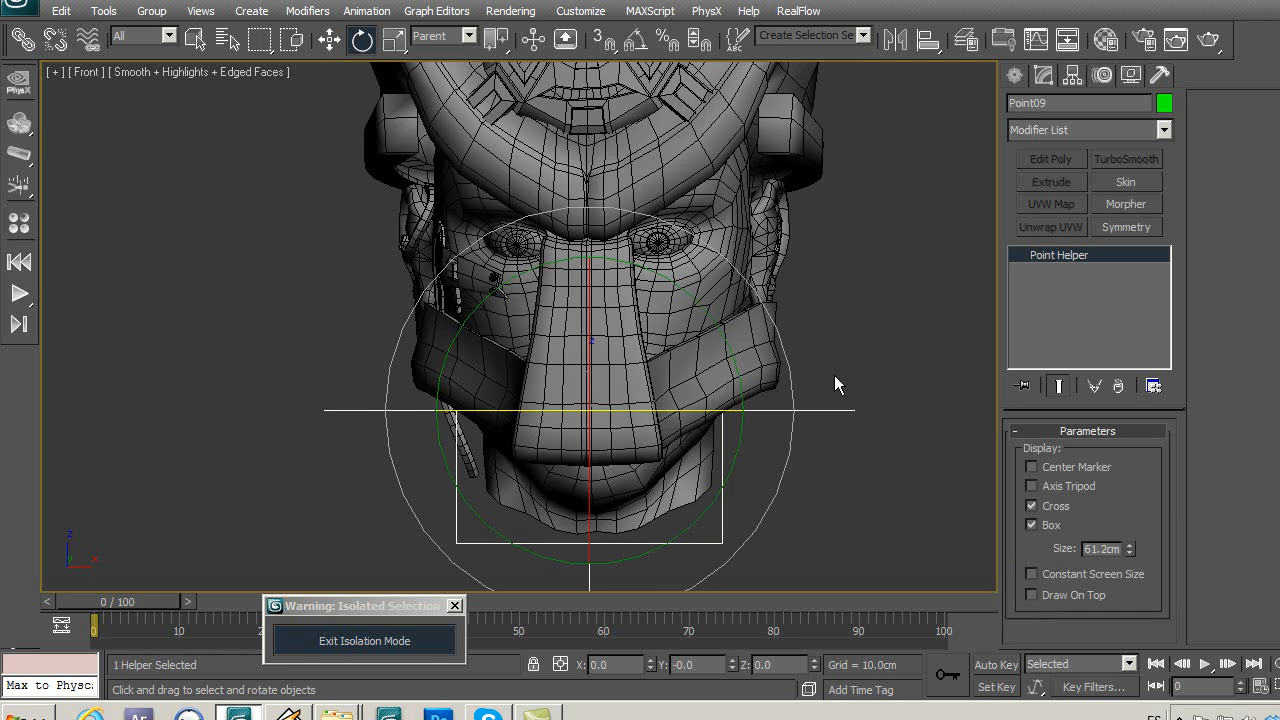 Edit Tools Group Views Create Modifiers Animation Graph Editors Rendering Customize MAXScript PhysX Help RealFlow
All
Parent
3
Create Selection Se
[ + ] [ Front ] [ Smooth + Highlights + Edged Faces ]
PhysX
Point09
Modifier List
Edit Poly TurboSmooth
Extrude Skin
UVW Map Morpher
Unwrap UVW Symmetry
Point Helper
z
- Parameters
Display:
Center Marker
Axis Tripod
Cross
Box
Size: 61.2cm
Constant Screen Size
Draw On Top
z
x
< 0 / 100 >
Warning: Isolated Selection
Exit Isolation Mode
0 10 50 60 70 80 90 100
1 Helper Selected
X: 0.0 Y: -0.0 Z: 0.0
Grid = 10.0cm
Auto Key Selected
Max to Physc:
Click and drag to select and rotate objects
Add Time Tag
Set Key Key Filters...
0